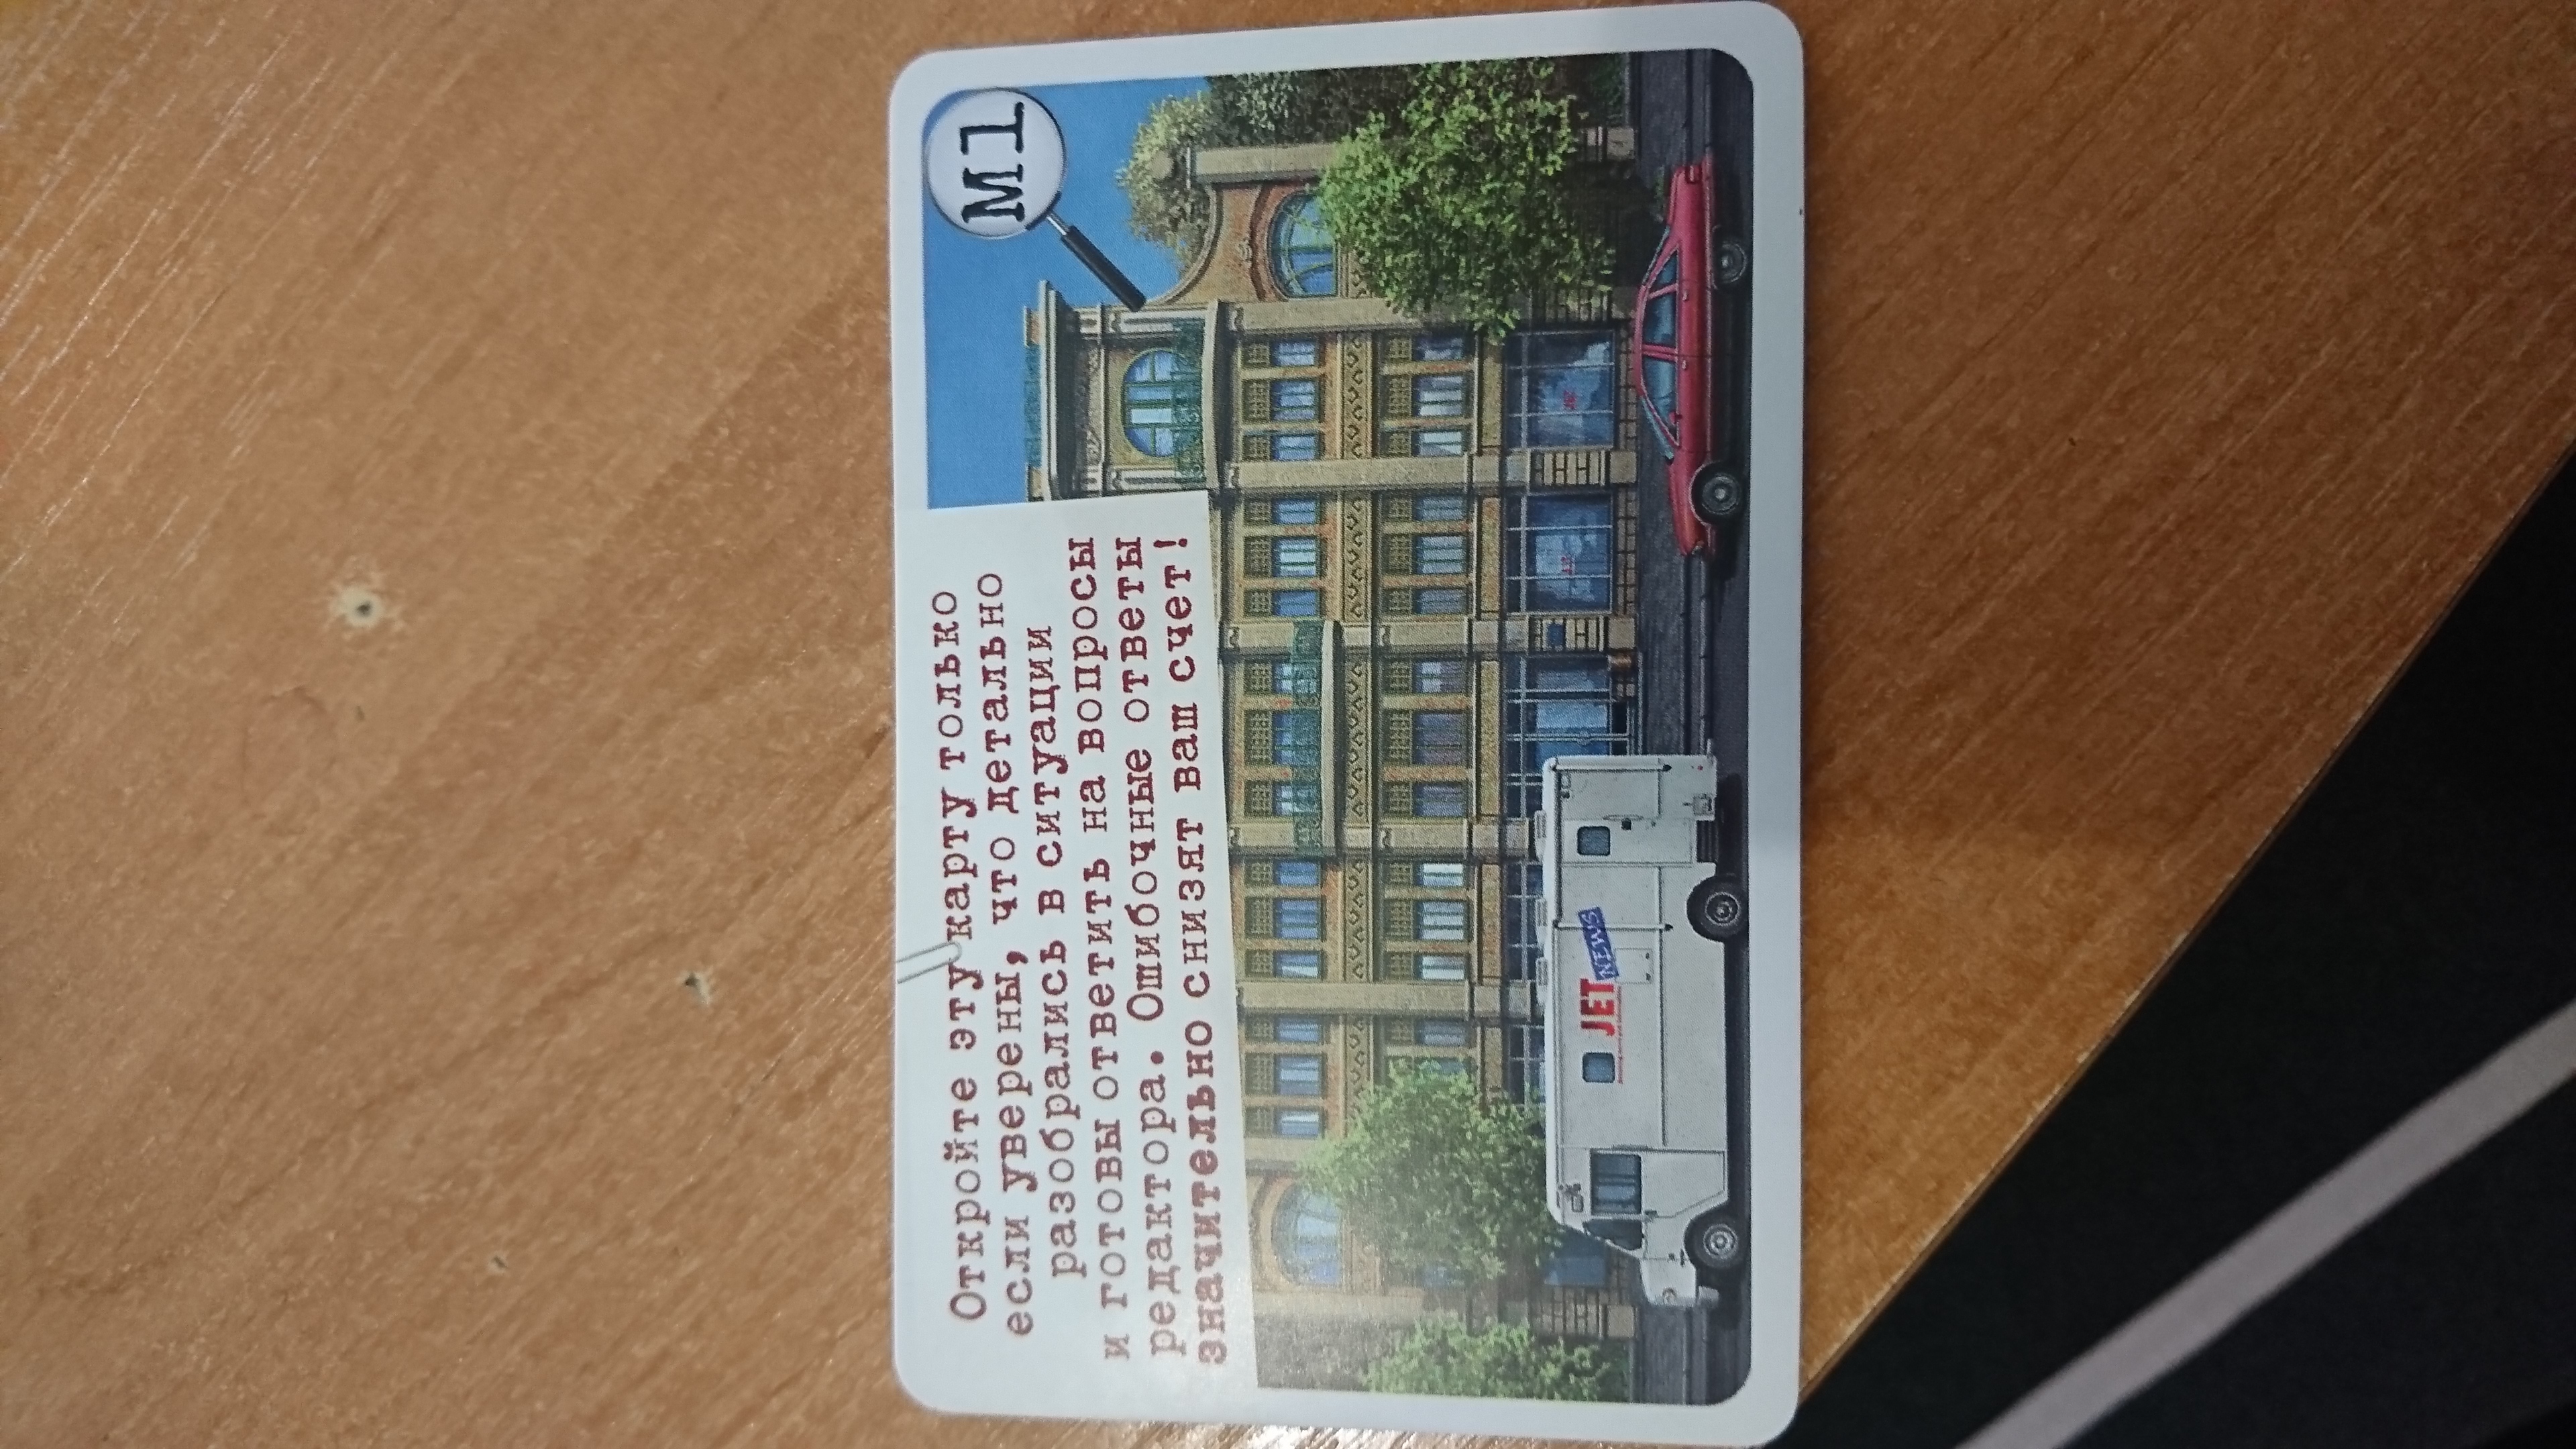 Откройте эту карту только
если уверены, что детально
разобрались в ситуации
и готовы ответить на вопросы
редактора. Ошибочные ответы
значительно снизят ваш счет!
M1
JET NEWS